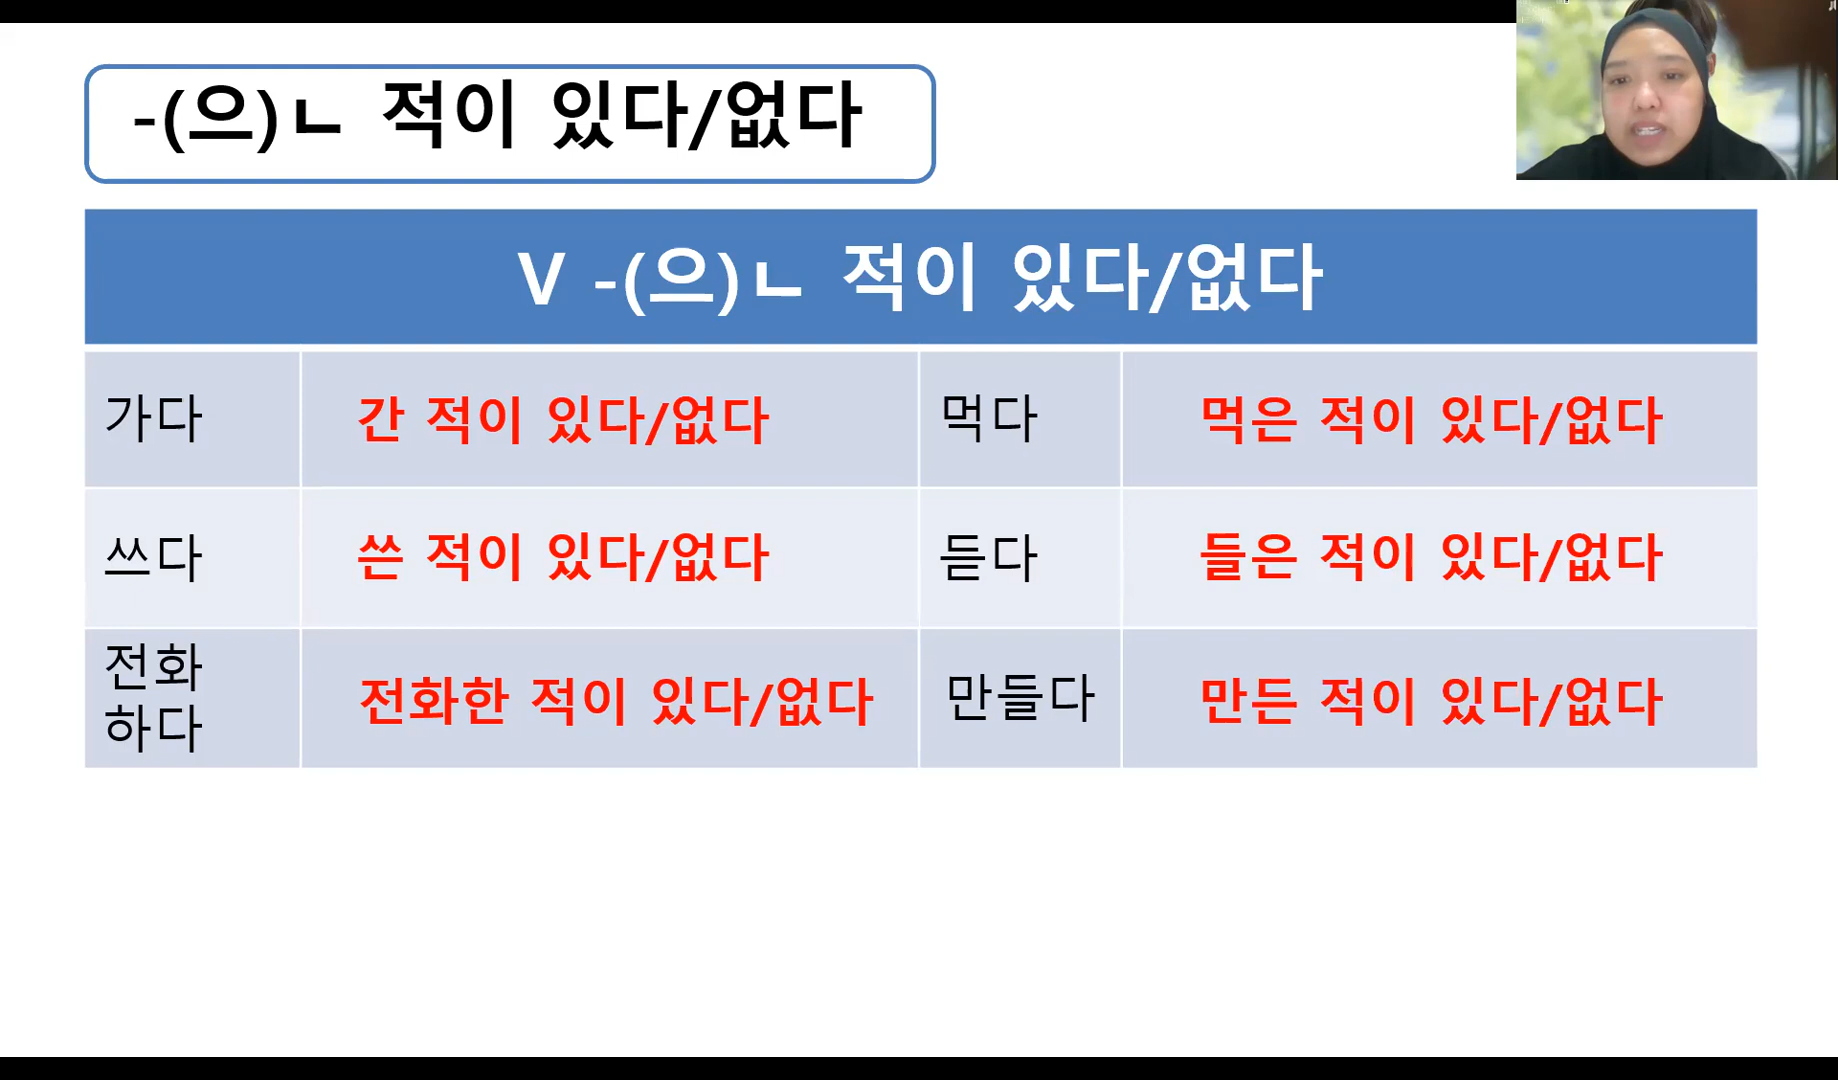 -(으)ㄴ 적이 있다/없다
V -(으)ㄴ 적이 있다/없다
가다 간 적이 있다/없다 먹다 먹은 적이 있다/없다
쓰다 쓴 적이 있다/없다 듣다 들은 적이 있다/없다
전화
하다 전화한 적이 있다/없다 만들다 만든 적이 있다/없다